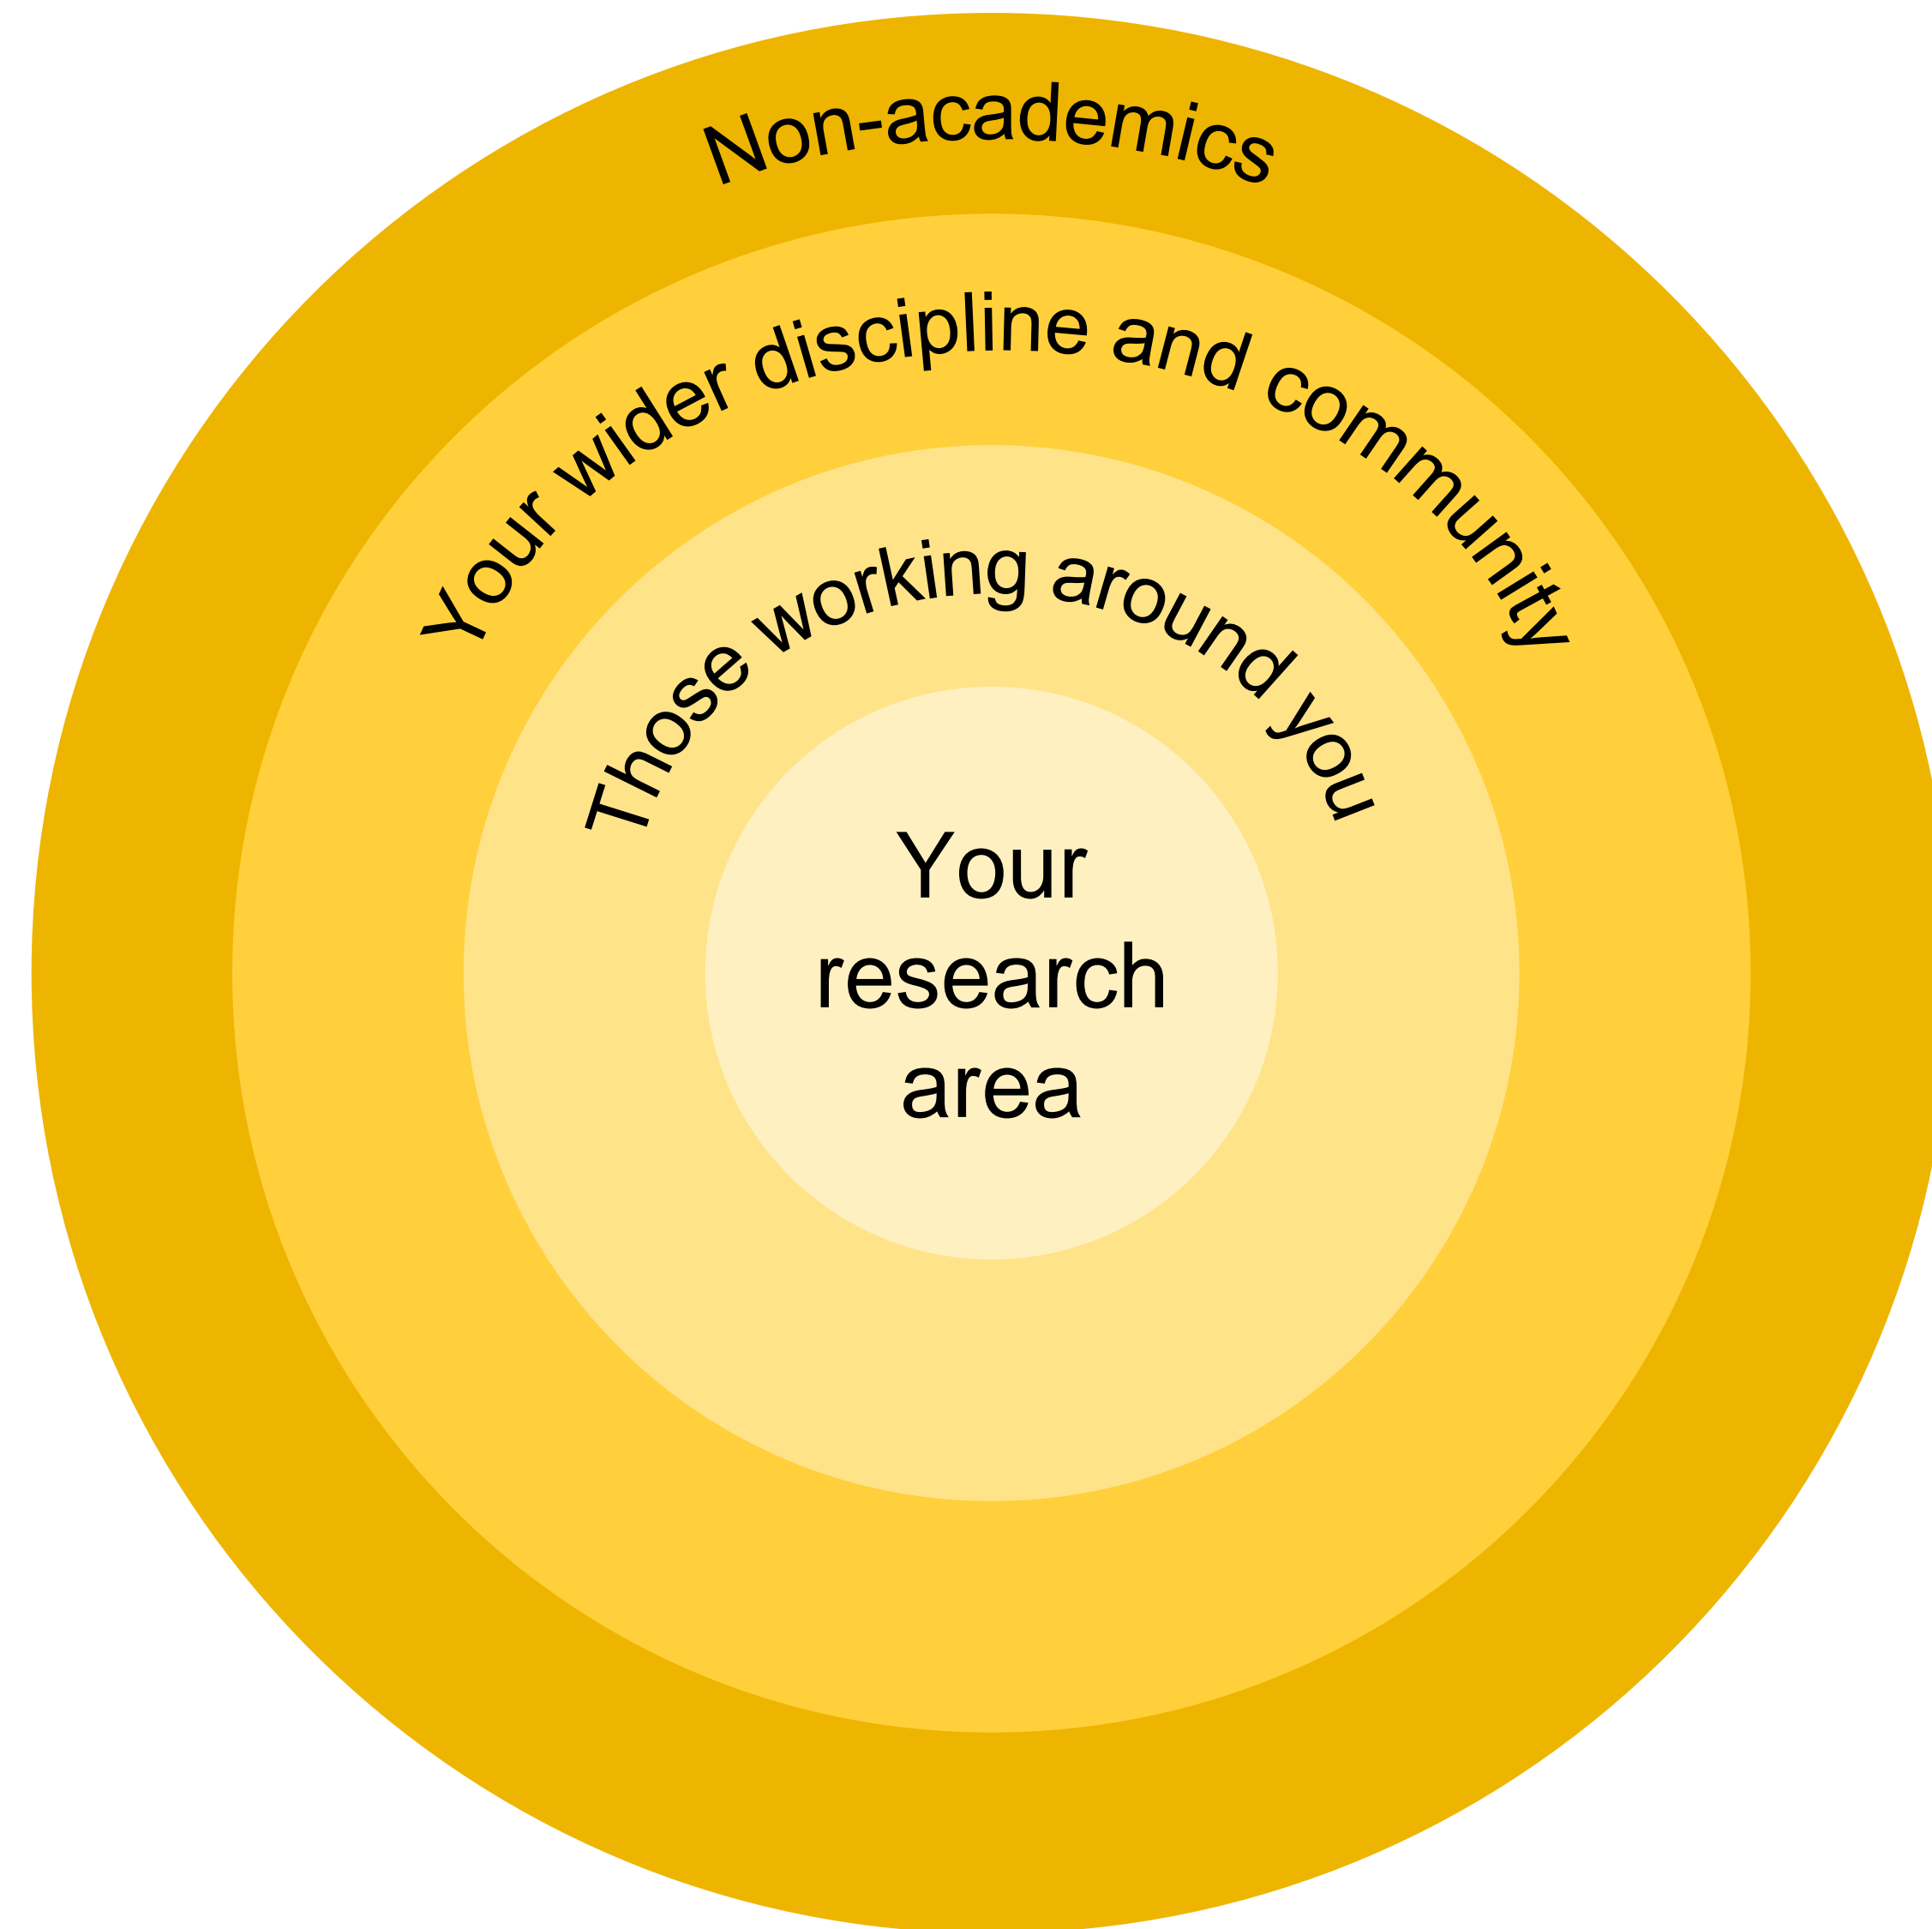 Non-academics
Your wider discipline and community
Those working around you
Your
research
area